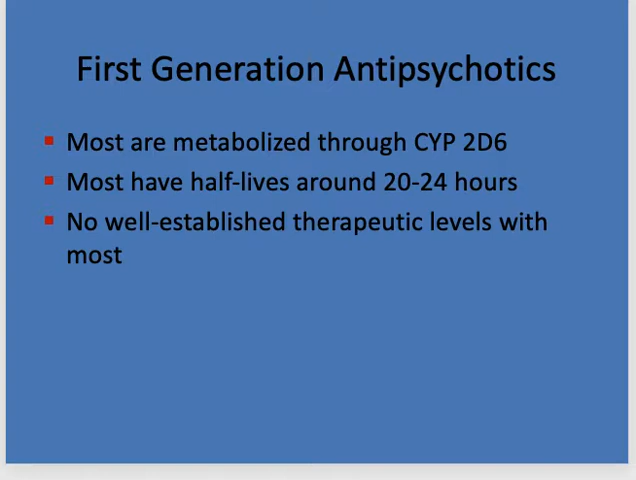 First Generation Antipsychotics
Most are metabolized through CYP 2D6
Most have half-lives around 20-24 hours
No well-established therapeutic levels with
most